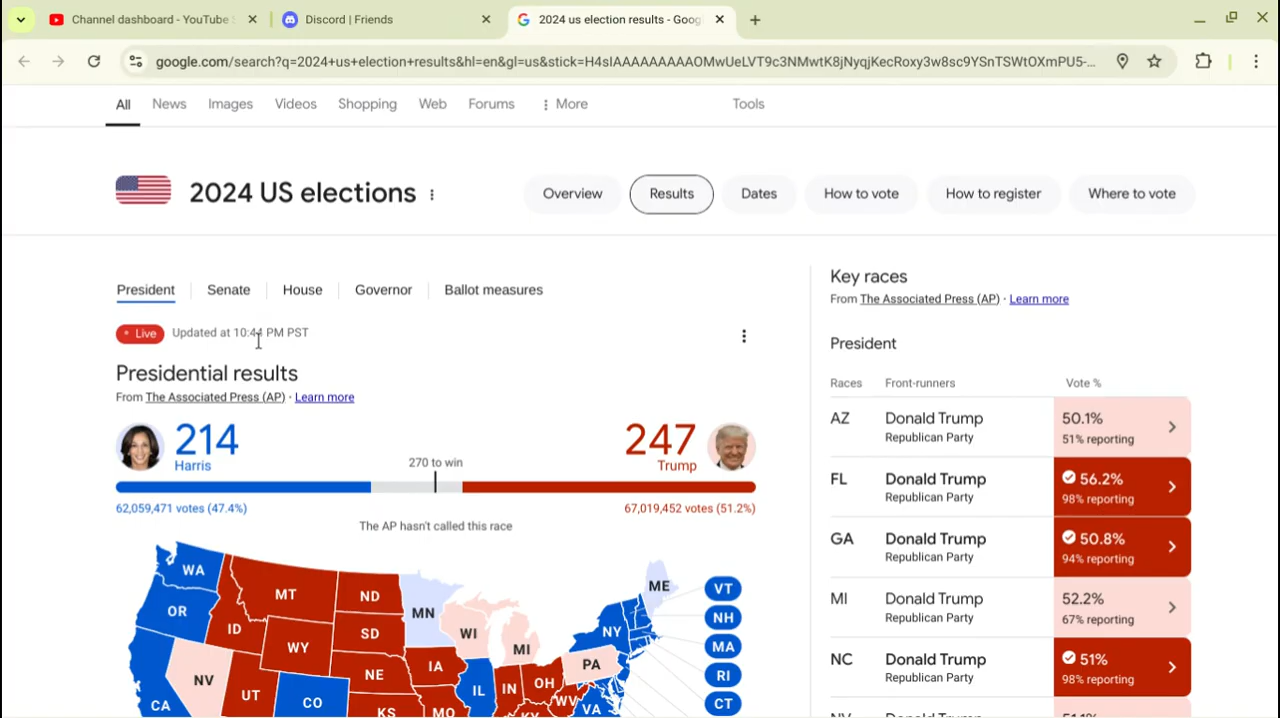 Channel dashboard - YouTube
Discord | Friends
2024 us election results - Goog
google.com/search?q=2024+us+election+results&hl=en&gl=us&stick=H4sIAAAAAAAAAOMwUeLVT9c3NMwtK8jNyqjKecRoxy3w8sc9YSnTSWtOXmPU5-...
All
News
Images
Videos
Shopping
Web
Forums
More
Tools
2024 US elections
Overview
Results
Dates
How to vote
How to register
Where to vote
President
Senate
House
Governor
Ballot measures
Live
Updated at 10:44 PM PST
Presidential results
From The Associated Press (AP) · Learn more
214
Harris
247
Trump
270 to win
62,059,471 votes (47.4%)
67,019,452 votes (51.2%)
The AP hasn't called this race
WA
OR
CA
MT
ID
WY
NV
UT
CO
ND
SD
NE
KS
MN
IA
MO
WI
IL
MI
IN
OH
KY
WV
VA
PA
NY
ME
VT
NH
MA
RI
CT
Key races
From The Associated Press (AP) · Learn more
President
Races Front-runners Vote %
AZ Donald Trump 50.1%
Republican Party 51% reporting
FL Donald Trump 56.2%
Republican Party 98% reporting
GA Donald Trump 50.8%
Republican Party 94% reporting
MI Donald Trump 52.2%
Republican Party 67% reporting
NC Donald Trump 51%
Republican Party 98% reporting